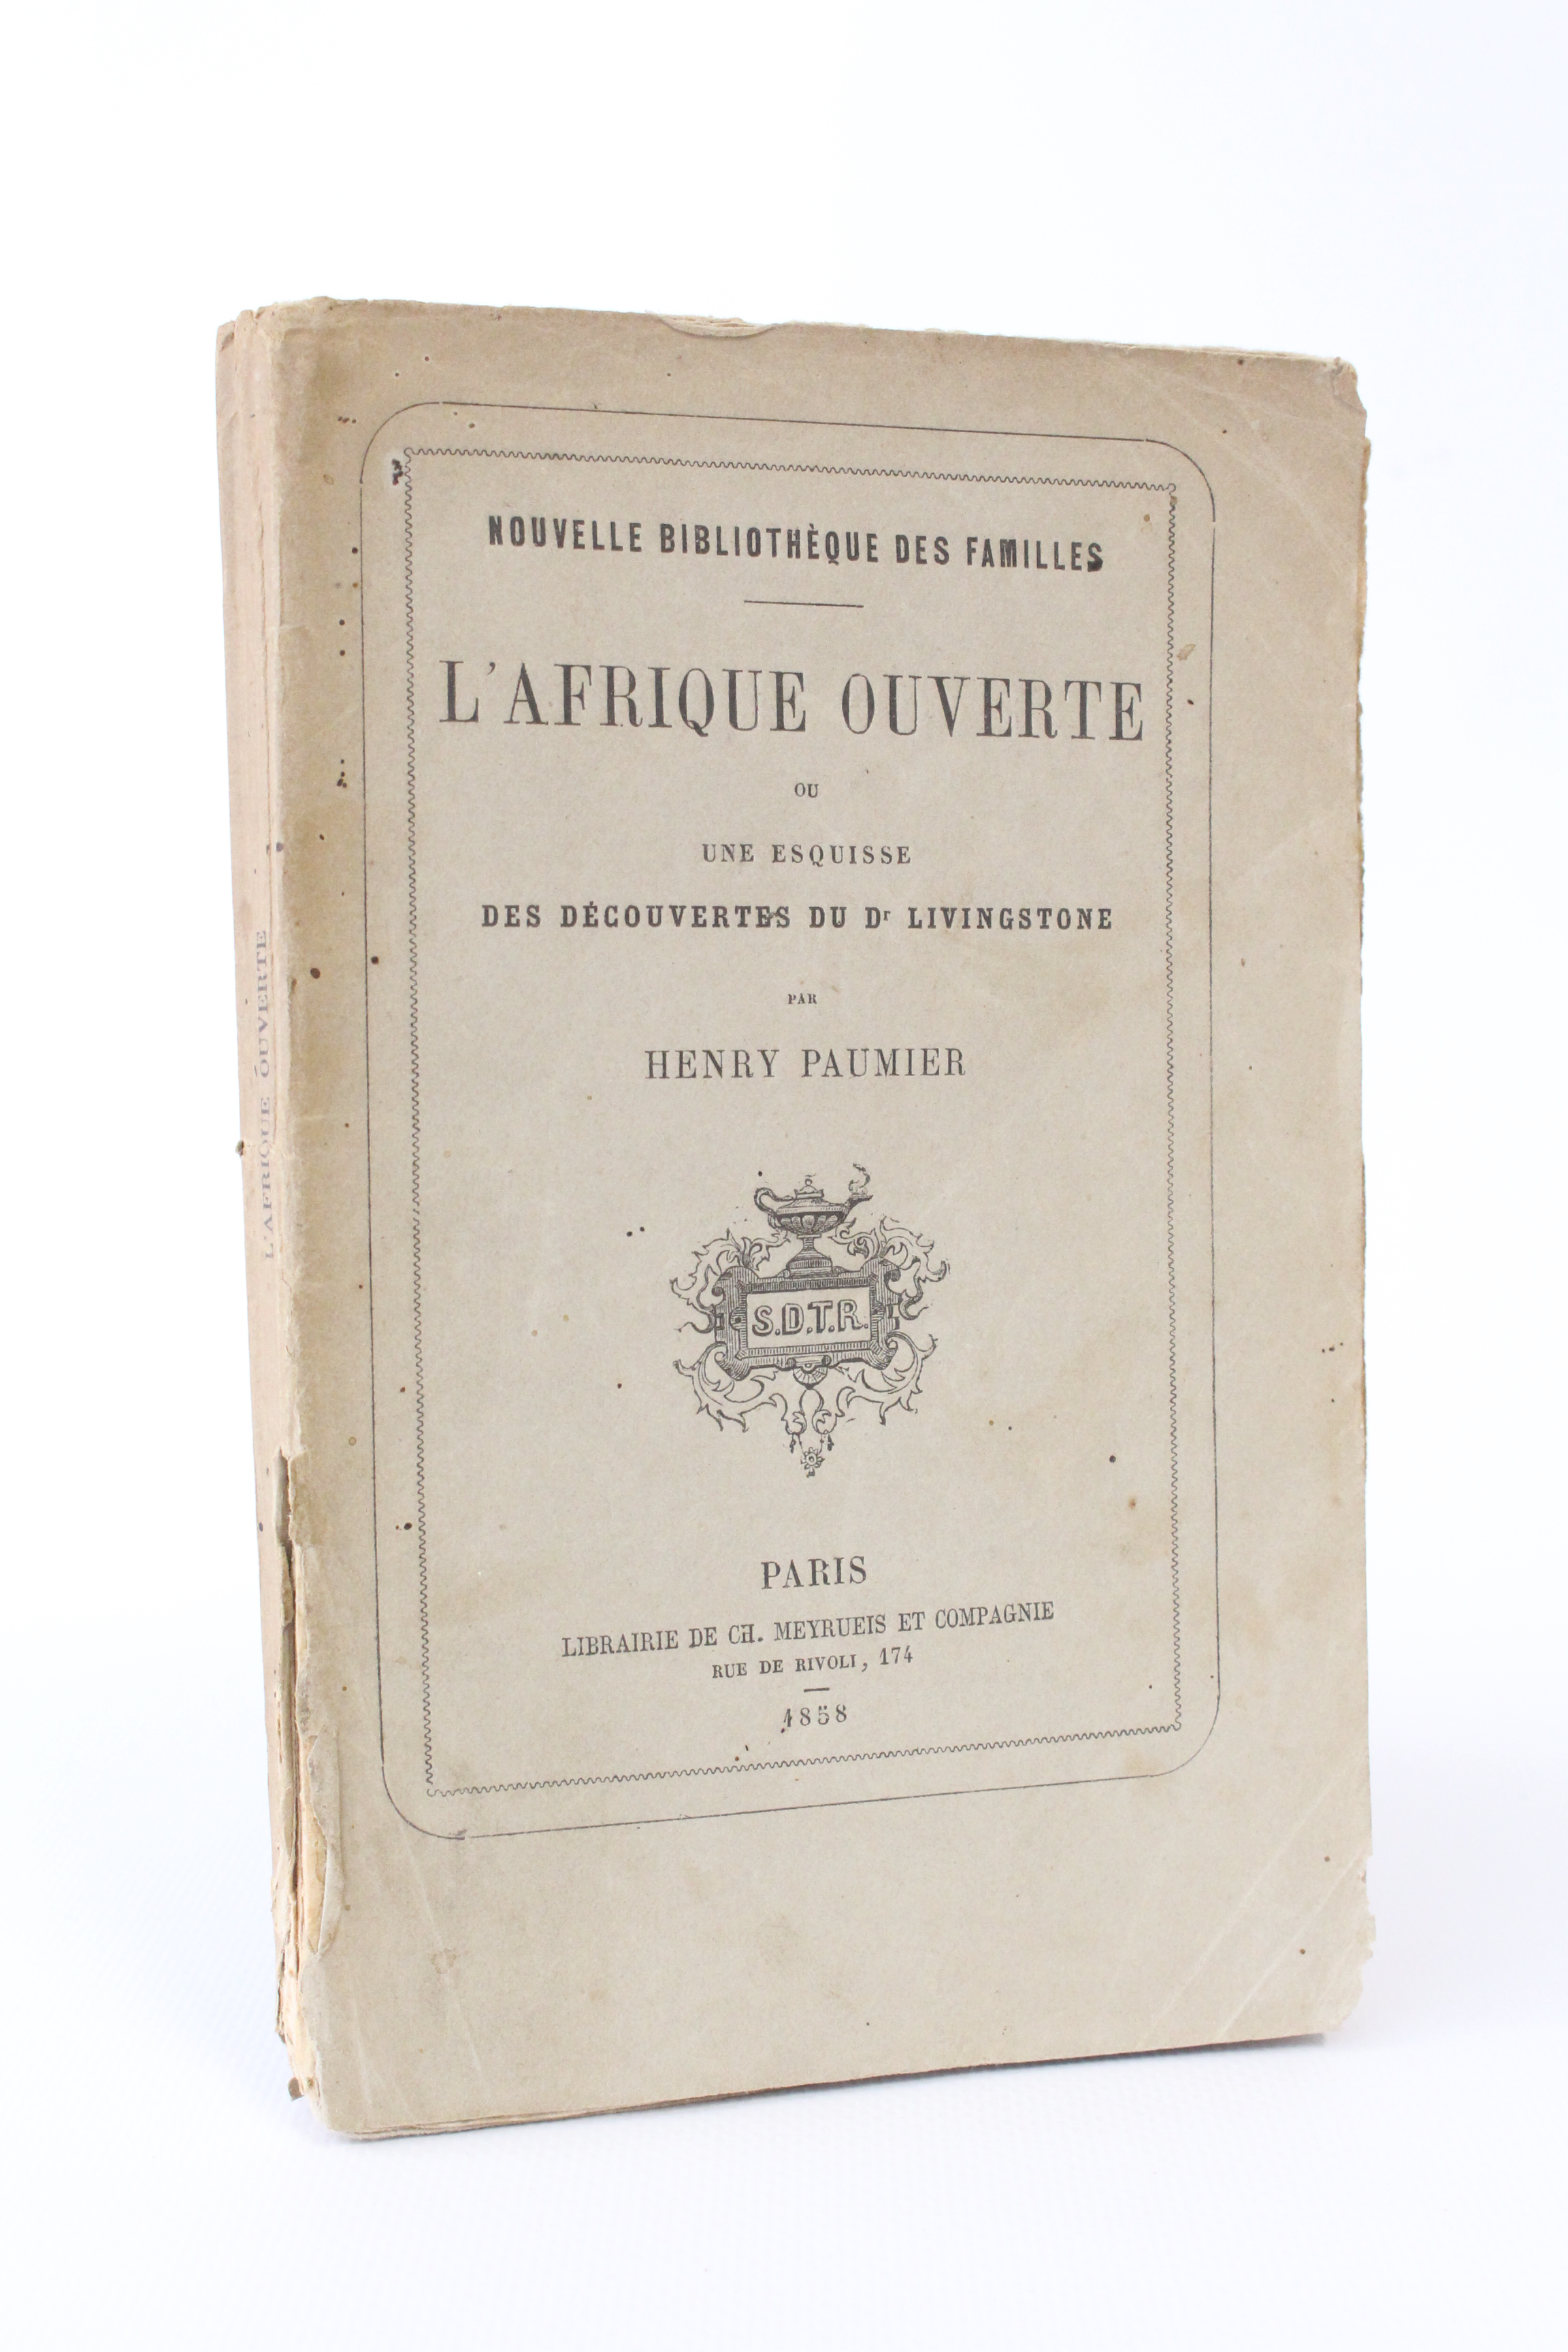 NOUVELLE BIBLIOTHÈQUE DES FAMILLES
L'AFRIQUE OUVERTE
OU
UNE ESQUISSE
DES DÉCOUVERTES DU Dr LIVINGSTONE
PAR
HENRY PAUMIER
S.D.T.R.
PARIS
LIBRAIRIE DE CH. MEYRUEIS ET COMPAGNIE
RUE DE RIVOLI, 174
1858
L'AFRIQUE OUVERTE